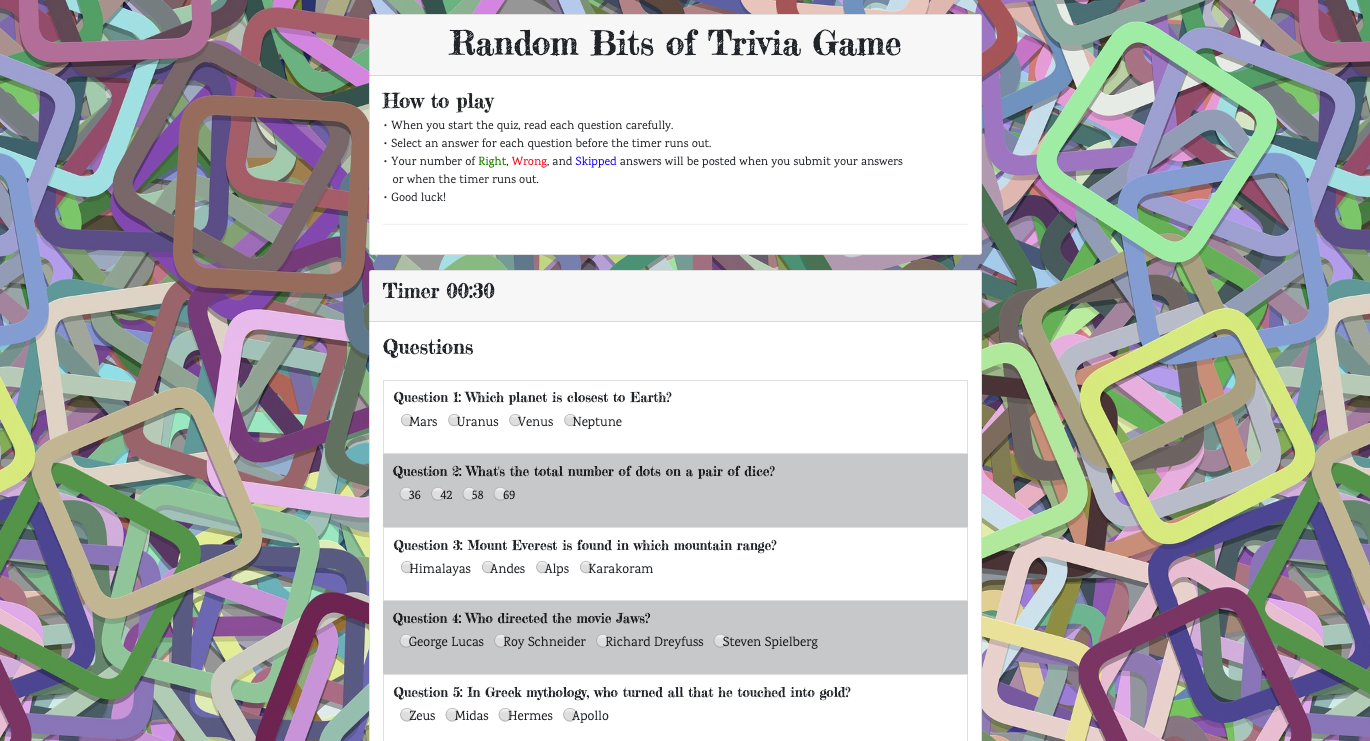 Random Bits of Trivia Game
How to play
• When you start the quiz, read each question carefully.
• Select an answer for each question before the timer runs out.
• Your number of Right, Wrong, and Skipped answers will be posted when you submit your answers
or when the timer runs out.
• Good luck!
Timer 00:30
Questions
Question 1: Which planet is closest to Earth?
Mars Uranus Venus Neptune
Question 2: What's the total number of dots on a pair of dice?
36 42 58 69
Question 3: Mount Everest is found in which mountain range?
Himalayas Andes Alps Karakoram
Question 4: Who directed the movie Jaws?
George Lucas Roy Schneider Richard Dreyfuss Steven Spielberg
Question 5: In Greek mythology, who turned all that he touched into gold?
Zeus Midas Hermes Apollo